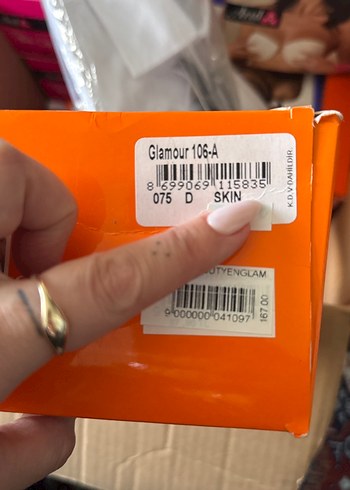 Glamour 106-A
8 699069 115835
075 D SKIN
K.D.V DAHİLDİR.
UTYENGLAM
9 000000 041097
167.00